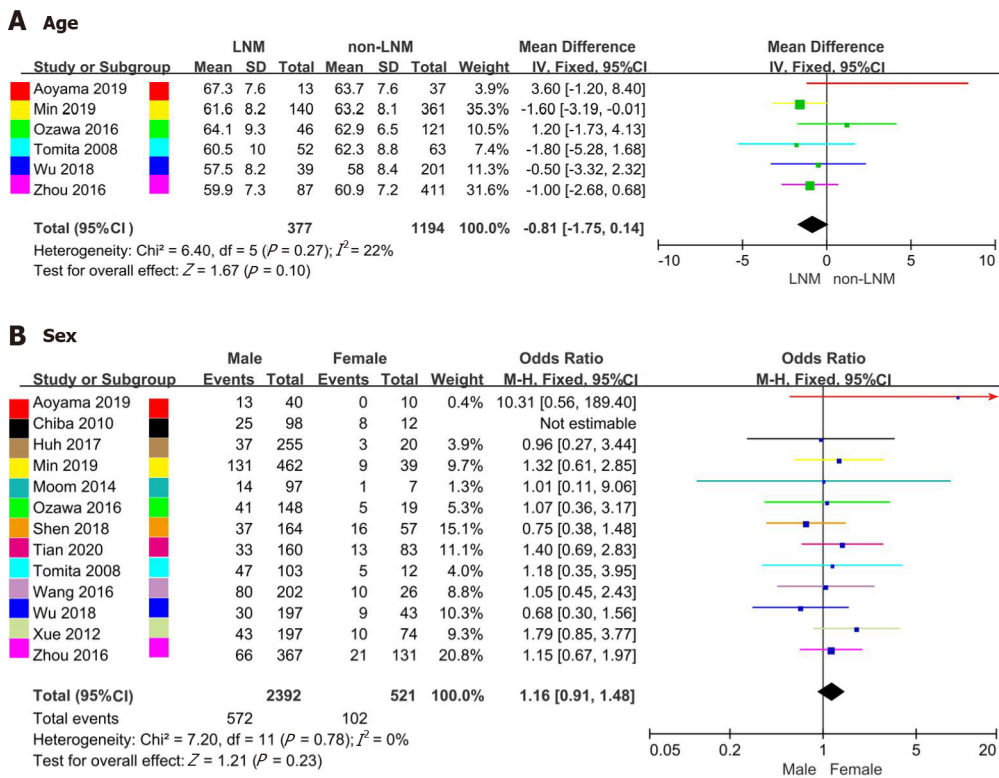 A Age
LNM non-LNM Mean Difference Mean Difference
Study or Subgroup Mean SD Total Mean SD Total Weight IV, Fixed, 95%CI IV, Fixed, 95%CI
Aoyama 2019 67.3 7.6 13 63.7 7.6 37 3.9% 3.60 [-1.20, 8.40]
Min 2019 61.6 8.2 140 63.2 8.1 361 35.3% -1.60 [-3.19, -0.01]
Ozawa 2016 64.1 9.3 46 62.9 6.5 121 10.5% 1.20 [-1.73, 4.13]
Tomita 2008 60.5 10 52 62.3 8.8 63 7.4% -1.80 [-5.28, 1.68]
Wu 2018 57.5 8.2 39 58 8.4 201 11.3% -0.50 [-3.32, 2.32]
Zhou 2016 59.9 7.3 87 60.9 7.2 411 31.6% -1.00 [-2.68, 0.68]
Total (95%CI ) 377 1194 100.0% -0.81 [-1.75, 0.14]
Heterogeneity: Chi² = 6.40, df = 5 (P = 0.27); I² = 22%
Test for overall effect: Z = 1.67 (P = 0.10)
-10 -5 0 5 10
LNM non-LNM
B Sex
Male Female Odds Ratio Odds Ratio
Study or Subgroup Events Total Events Total Weight M-H, Fixed, 95%CI M-H, Fixed, 95%CI
Aoyama 2019 13 40 0 10 0.4% 10.31 [0.56, 189.40]
Chiba 2010 25 98 8 12 Not estimable
Huh 2017 37 255 3 20 3.9% 0.96 [0.27, 3.44]
Min 2019 131 462 9 39 9.7% 1.32 [0.61, 2.85]
Moom 2014 14 97 1 7 1.3% 1.01 [0.11, 9.06]
Ozawa 2016 41 148 5 19 5.3% 1.07 [0.36, 3.17]
Shen 2018 37 164 16 57 15.1% 0.75 [0.38, 1.48]
Tian 2020 33 160 13 83 11.1% 1.40 [0.69, 2.83]
Tomita 2008 47 103 5 12 4.0% 1.18 [0.35, 3.95]
Wang 2016 80 202 10 26 8.8% 1.05 [0.45, 2.43]
Wu 2018 30 197 9 43 10.3% 0.68 [0.30, 1.56]
Xue 2012 43 197 10 74 9.3% 1.79 [0.85, 3.77]
Zhou 2016 66 367 21 131 20.8% 1.15 [0.67, 1.97]
Total (95%CI) 2392 521 100.0% 1.16 [0.91, 1.48]
Total events 572 102
Heterogeneity: Chi² = 7.20, df = 11 (P = 0.78); I² = 0%
Test for overall effect: Z = 1.21 (P = 0.23)
0.05 0.2 1 5 20
Male Female